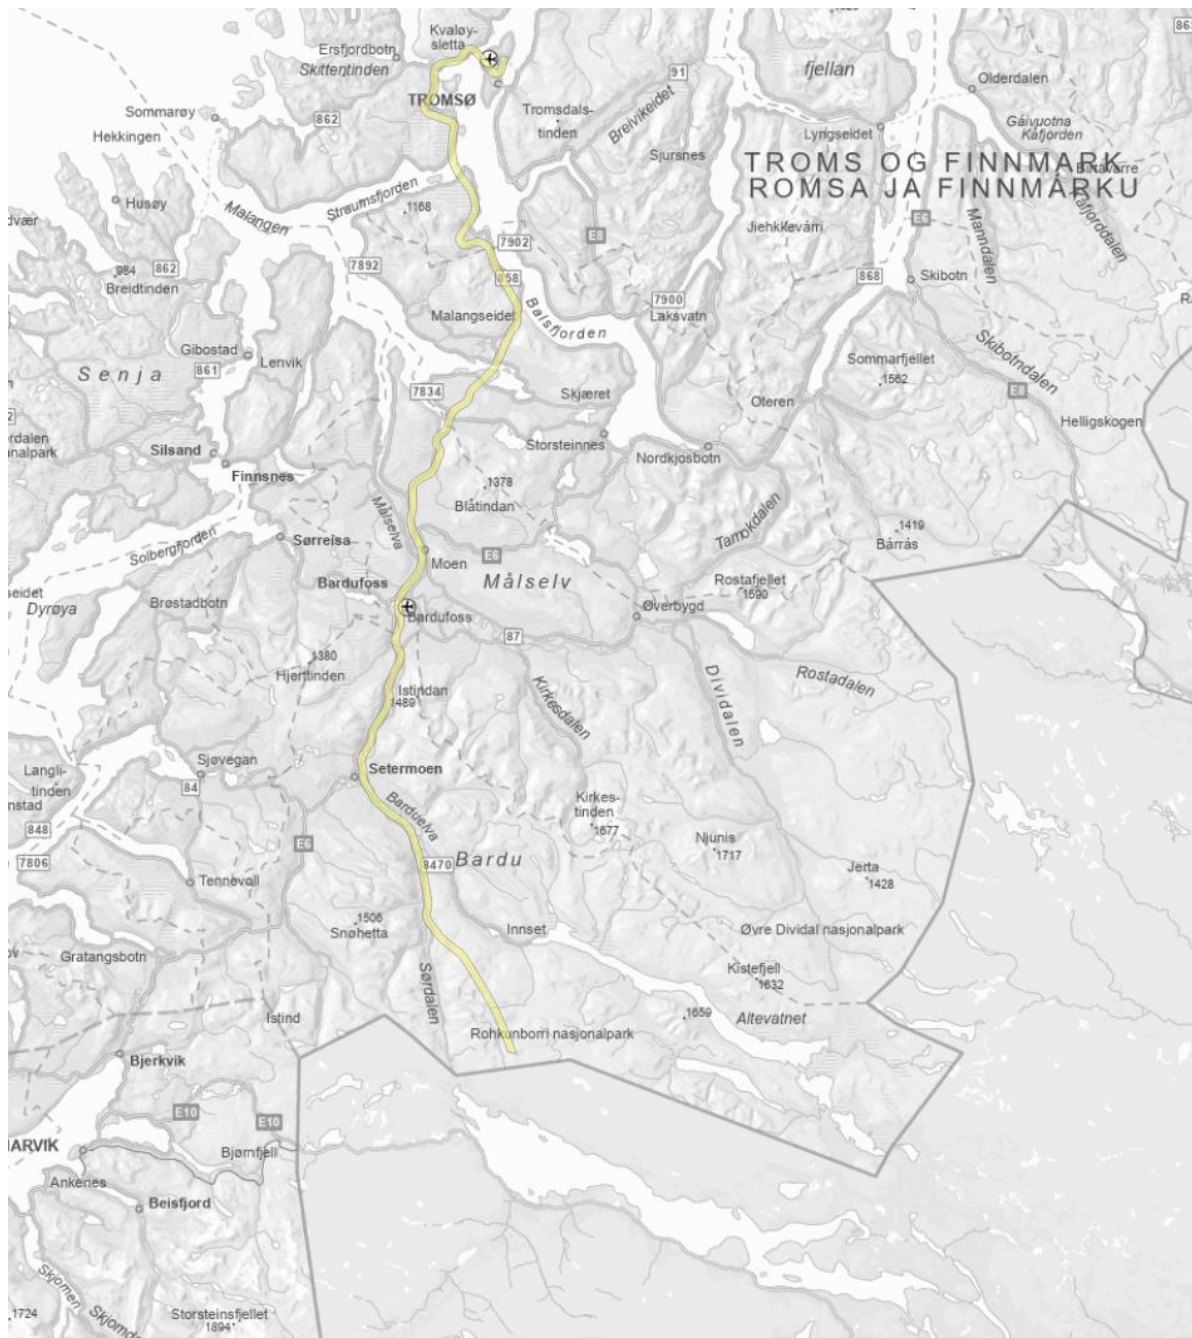 Kvaløy-
sletta
Ersfjordbotn
Skittentinden
91
fjellan
Olderdalen
TROMSØ
Tromsdals-
tinden
Breivikeidet
Sommarøy
862
Hekkingen
Lyngseidet
Gáivuotna
Kåfjorden
Sjursnes
TROMS OG FINNMARK
ROMSA JA FINNMÁRKU
Birtavarre
Kåfjorddalen
Manndalen
Husøy
Straumsfjorden
1168
Malangen
E6
Jiehkkevárri
E8
7902
7892
862
984
Breidtinden
858
868
Skibotn
7900
Laksvatn
Malangseidet
Balsfjorden
Gibostad
Lenvik
861
Senja
Sommarfjellet
1562
Skibotndalen
E8
7834
Skjæret
Oteren
Helligskogen
Storsteinnes
Nordkjosbotn
Silsand
Finnsnes
1378
Blåtindan
Målselva
Tamokdalen
1419
Bárrás
Solbergfjorden
Sørreisa
E6
Moen
Målselv
Bardufoss
Rostafjellet
1590
Dyrøya
Brøstadbotn
Bardufoss
Øverbygd
87
1380
Hjerttinden
Istindan
1489
Kirkesdalen
Dividalen
Rostadalen
Sjøvegan
Setermoen
Langli-
tinden
84
Barduelva
Kirkes-
tinden
1677
848
E6
7806
Njunis
1717
8470
Bardu
Jerta
1428
Tennevoll
1506
Snøhetta
Innset
Øvre Dividal nasjonalpark
Gratangsbotn
Kistefjell
1632
Sørdalen
Istind
1659
Altevatnet
Rohkunborri nasjonalpark
Bjerkvik
E10
E10
Bjørnfjell
Ankenes
Beisfjord
Skjomen
Storsteinsfjellet
1894
1724